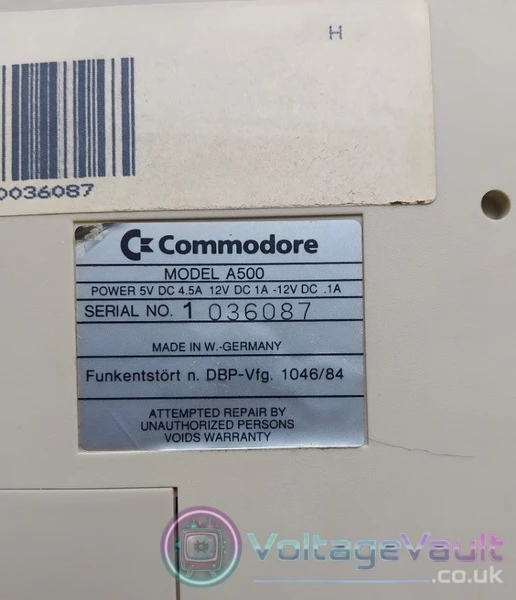 H
0036087
Commodore
MODEL A500
POWER 5V DC 4.5A 12V DC 1A -12V DC .1A
SERIAL NO. 1 036087
MADE IN W.-GERMANY
Funkentstört n. DBP-Vfg. 1046/84
ATTEMPTED REPAIR BY
UNAUTHORIZED PERSONS
VOIDS WARRANTY
VoltageVault
.co.uk